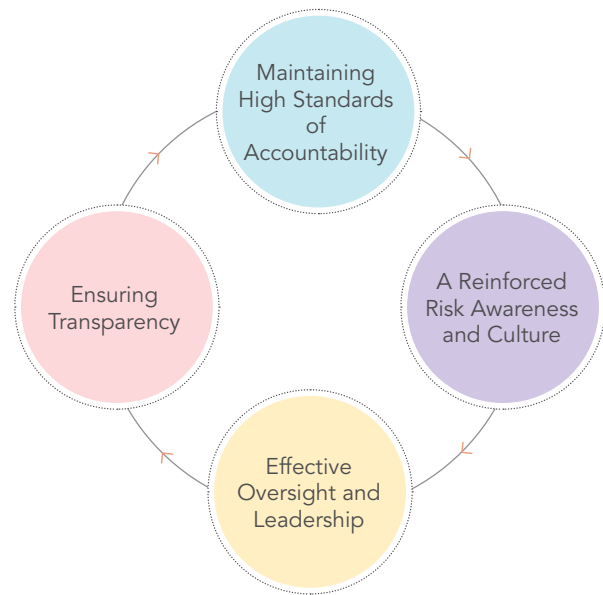 Maintaining
High Standards
of
Accountability
A Reinforced
Risk Awareness
and Culture
Effective
Oversight and
Leadership
Ensuring
Transparency